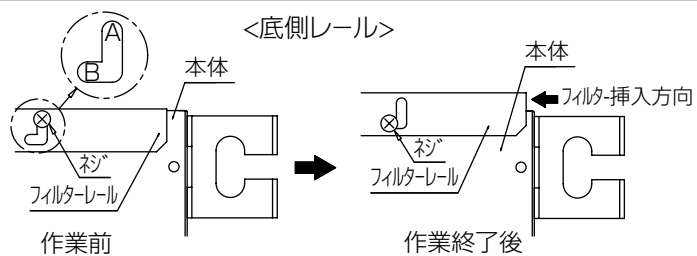 <底側レール>
A
B
本体
ネジ
フィルターレール
作業前
本体
フィルター挿入方向
ネジ
フィルターレール
作業終了後